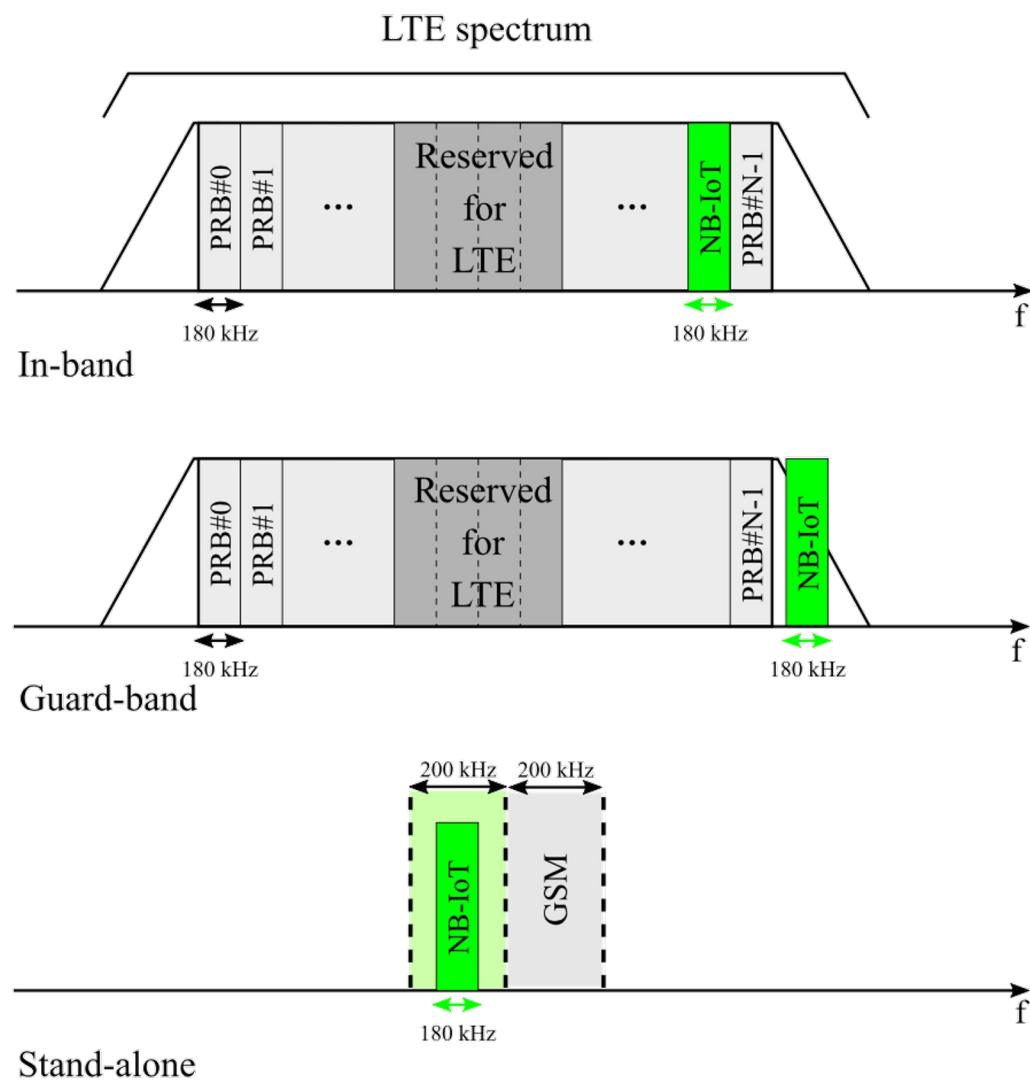 LTE spectrum
PRB#0
PRB#1
...
Reserved
for
LTE
...
NB-IoT
PRB#N-1
f
180 kHz
180 kHz
In-band
PRB#0
PRB#1
...
Reserved
for
LTE
...
PRB#N-1
NB-IoT
f
180 kHz
180 kHz
Guard-band
200 kHz
200 kHz
NB-IoT
GSM
f
180 kHz
Stand-alone